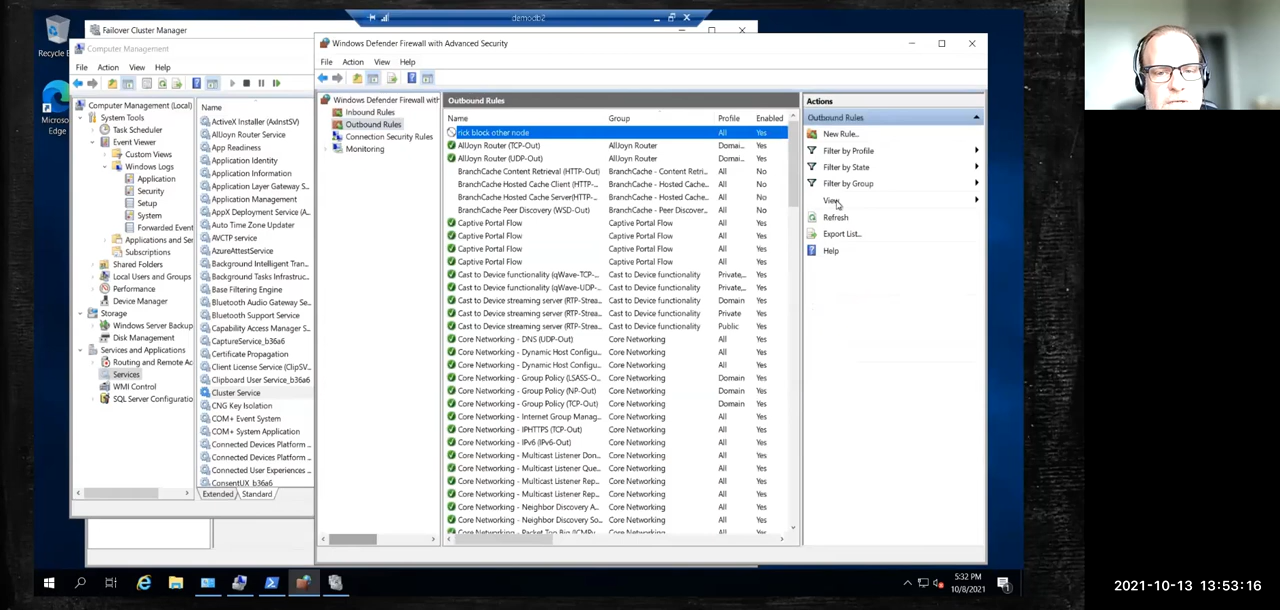 demodb2
Recycle B
Micros
Edge
Failover Cluster Manager
Computer Management
File Action View Help
Computer Management (Local)
System Tools
Task Scheduler
Event Viewer
Custom Views
Windows Logs
Application
Security
Setup
System
Forwarded Event
Applications and Ser
Subscriptions
Shared Folders
Local Users and Groups
Performance
Device Manager
Storage
Windows Server Backup
Disk Management
Services and Applications
Routing and Remote Ac
Services
WMI Control
SQL Server Configuratio
Name
ActiveX Installer (AxInstSV)
AllJoyn Router Service
App Readiness
Application Identity
Application Information
Application Layer Gateway S...
Application Management
AppX Deployment Service (A...
Auto Time Zone Updater
AVCTP service
AzureAttestService
Background Intelligent Tran...
Background Tasks Infrastruc...
Base Filtering Engine
Bluetooth Audio Gateway Se...
Bluetooth Support Service
Capability Access Manager S...
CaptureService_b36a6
Certificate Propagation
Client License Service (ClipSV...
Clipboard User Service_b36a6
Cluster Service
CNG Key Isolation
COM+ Event System
COM+ System Application
Connected Devices Platform ...
Connected Devices Platform ...
Connected User Experiences ...
ConsentUX_b36a6
Extended Standard
Windows Defender Firewall with Advanced Security
File Action View Help
Windows Defender Firewall with
Inbound Rules
Outbound Rules
Connection Security Rules
Monitoring
Outbound Rules
Name Group Profile Enabled
rick block other node All Yes
AllJoyn Router (TCP-Out) AllJoyn Router Domai... Yes
AllJoyn Router (UDP-Out) AllJoyn Router Domai... Yes
BranchCache Content Retrieval (HTTP-Out) BranchCache - Content Retri... All No
BranchCache Hosted Cache Client (HTTP-... BranchCache - Hosted Cache... All No
BranchCache Hosted Cache Server(HTTP-... BranchCache - Hosted Cache... All No
BranchCache Peer Discovery (WSD-Out) BranchCache - Peer Discover... All No
Captive Portal Flow Captive Portal Flow All Yes
Captive Portal Flow Captive Portal Flow All Yes
Captive Portal Flow Captive Portal Flow All Yes
Captive Portal Flow Captive Portal Flow All Yes
Cast to Device functionality (qWave-TCP-... Cast to Device functionality Private,... Yes
Cast to Device functionality (qWave-UDP-... Cast to Device functionality Private,... Yes
Cast to Device streaming server (RTP-Strea... Cast to Device functionality Domain Yes
Cast to Device streaming server (RTP-Strea... Cast to Device functionality Private Yes
Cast to Device streaming server (RTP-Strea... Cast to Device functionality Public Yes
Core Networking - DNS (UDP-Out) Core Networking All Yes
Core Networking - Dynamic Host Configu... Core Networking All Yes
Core Networking - Dynamic Host Configu... Core Networking All Yes
Core Networking - Group Policy (LSASS-O... Core Networking Domain Yes
Core Networking - Group Policy (NP-Out) Core Networking Domain Yes
Core Networking - Group Policy (TCP-Out) Core Networking Domain Yes
Core Networking - Internet Group Manag... Core Networking All Yes
Core Networking - IPHTTPS (TCP-Out) Core Networking All Yes
Core Networking - IPv6 (IPv6-Out) Core Networking All Yes
Core Networking - Multicast Listener Don... Core Networking All Yes
Core Networking - Multicast Listener Que... Core Networking All Yes
Core Networking - Multicast Listener Rep... Core Networking All Yes
Core Networking - Multicast Listener Rep... Core Networking All Yes
Core Networking - Neighbor Discovery A... Core Networking All Yes
Core Networking - Neighbor Discovery So... Core Networking All Yes
Core Networking - Packet Too Big (ICMPv... Core Networking All Yes
Actions
Outbound Rules
New Rule...
Filter by Profile
Filter by State
Filter by Group
View
Refresh
Export List...
Help
5:32 PM
10/8/2021
1
2021-10-13 13:53:16